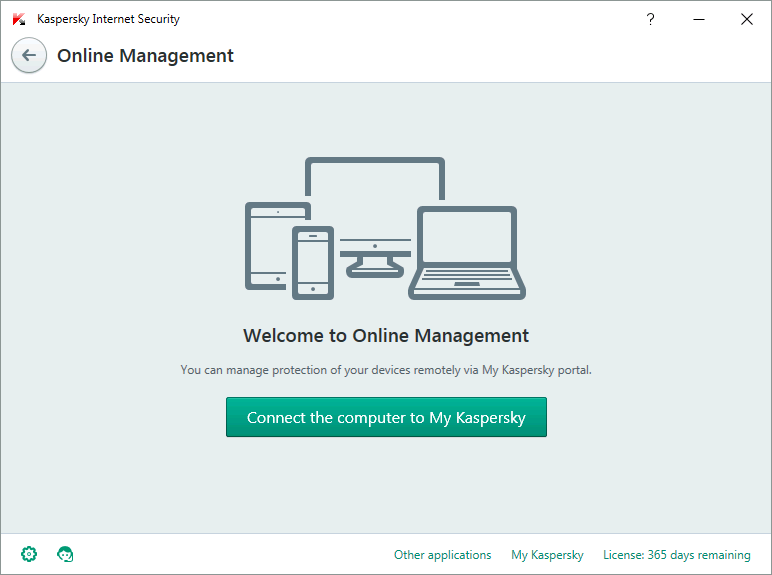 Kaspersky Internet Security
?
Online Management
Welcome to Online Management
You can manage protection of your devices remotely via My Kaspersky portal.
Connect the computer to My Kaspersky
Other applications My Kaspersky License: 365 days remaining